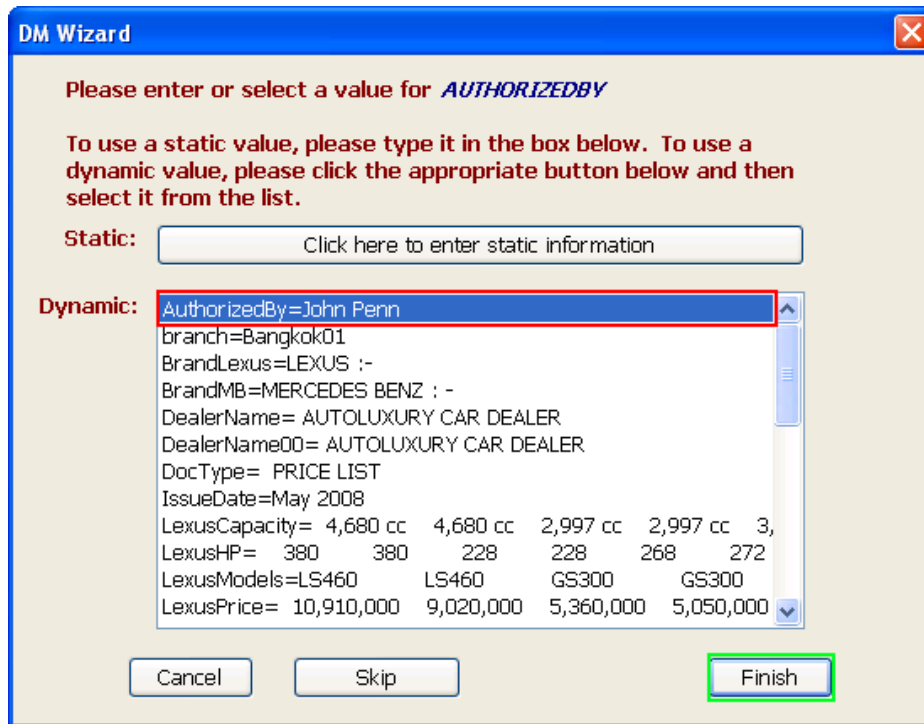 DM Wizard
Please enter or select a value for AUTHORIZEDBY
To use a static value, please type it in the box below. To use a
dynamic value, please click the appropriate button below and then
select it from the list.
Static:
Click here to enter static information
Dynamic:
AuthorizedBy=John Penn
branch=Bangkok01
BrandLexus=LEXUS :-
BrandMB=MERCEDES BENZ : -
DealerName= AUTOLUXURY CAR DEALER
DealerName00= AUTOLUXURY CAR DEALER
DocType= PRICE LIST
IssueDate=May 2008
LexusCapacity= 4,680 cc 4,680 cc 2,997 cc 2,997 cc 3,
LexusHP= 380 380 228 228 268 272
LexusModels=LS460 LS460 GS300 GS300
LexusPrice= 10,910,000 9,020,000 5,360,000 5,050,000
Cancel Skip Finish